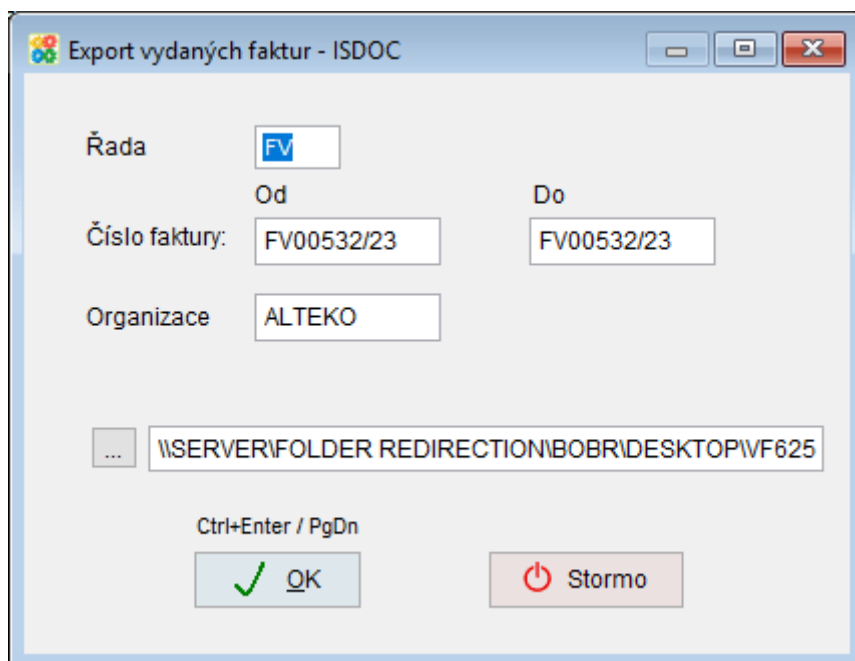 Export vydaných faktur - ISDOC
Řada FV
Od Do
Číslo faktury: FV00532/23 FV00532/23
Organizace ALTEKO
... \\SERVER\FOLDER REDIRECTION\BOBR\DESKTOP\VF625
Ctrl+Enter / PgDn
OK Stormo